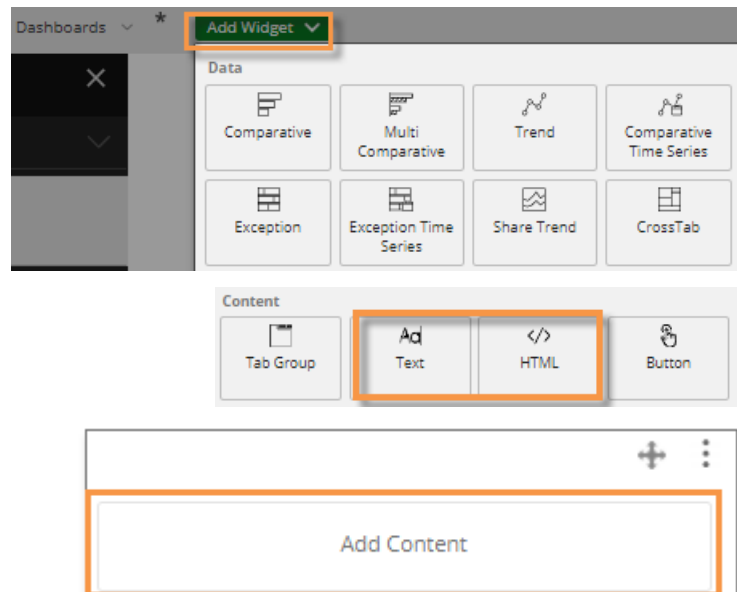 Dashboards * Add Widget
Data
Comparative Multi Comparative Trend Comparative Time Series
Exception Exception Time Series Share Trend CrossTab
Content
Aa </>
Tab Group Text HTML Button
Add Content